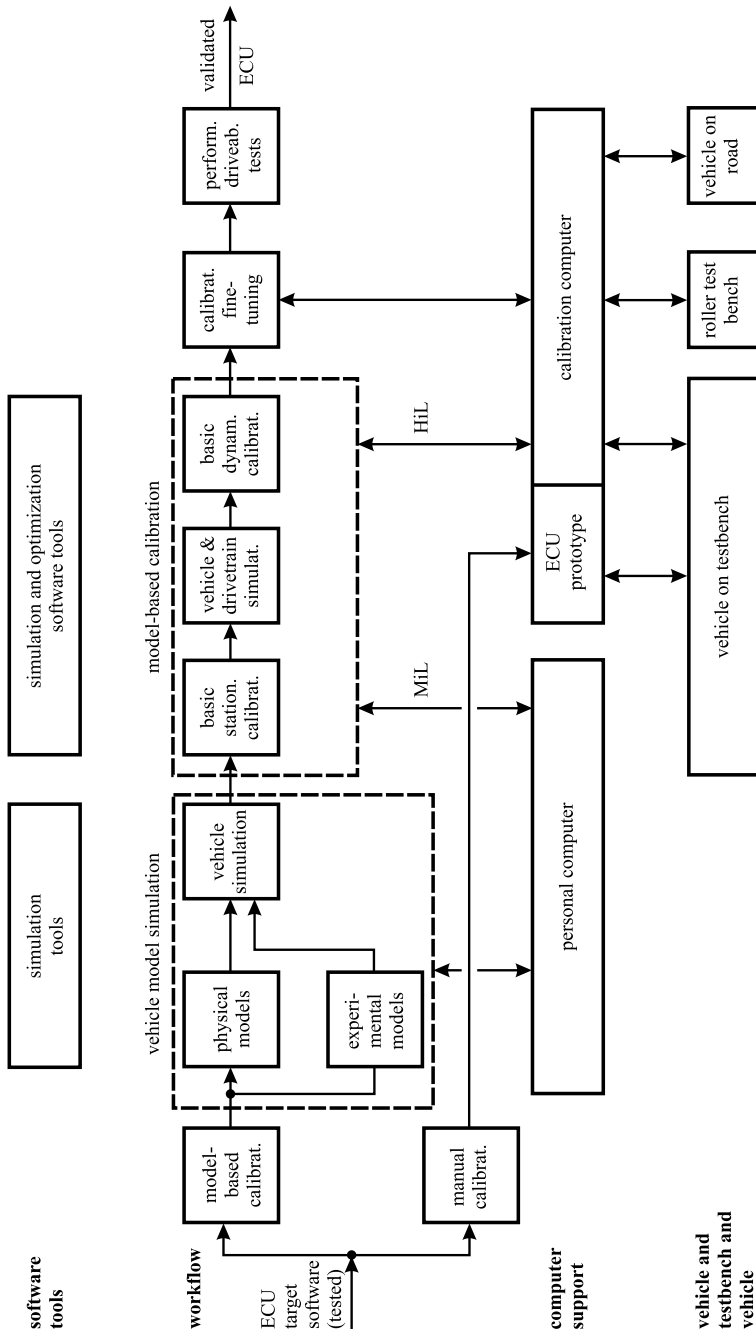 software
tools
simulation
tools
simulation and optimization
software tools
workflow
ECU
target
software
(tested)
model-
based
calibrat.
manual
calibrat.
vehicle model simulation
physical
models
experi-
mental
models
vehicle
simulation
model-based calibration
basic
station.
calibrat.
vehicle &
drivetrain
simulat.
basic
dynam.
calibrat.
calibrat.
fine-
tuning
perform.
driveab.
tests
validated
ECU
MiL
HiL
computer
support
personal computer
ECU
prototype
calibration computer
vehicle and
testbench and
vehicle
vehicle on testbench
roller test
bench
vehicle on
road